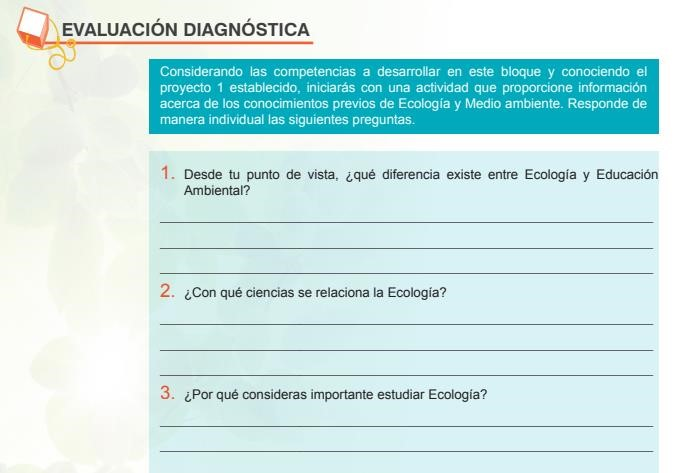 EVALUACIÓN DIAGNÓSTICA
Considerando las competencias a desarrollar en este bloque y conociendo el
proyecto 1 establecido, iniciarás con una actividad que proporcione información
acerca de los conocimientos previos de Ecología y Medio ambiente. Responde de
manera individual las siguientes preguntas.
1. Desde tu punto de vista, ¿qué diferencia existe entre Ecología y Educación
Ambiental?
2. ¿Con qué ciencias se relaciona la Ecología?
3. ¿Por qué consideras importante estudiar Ecología?